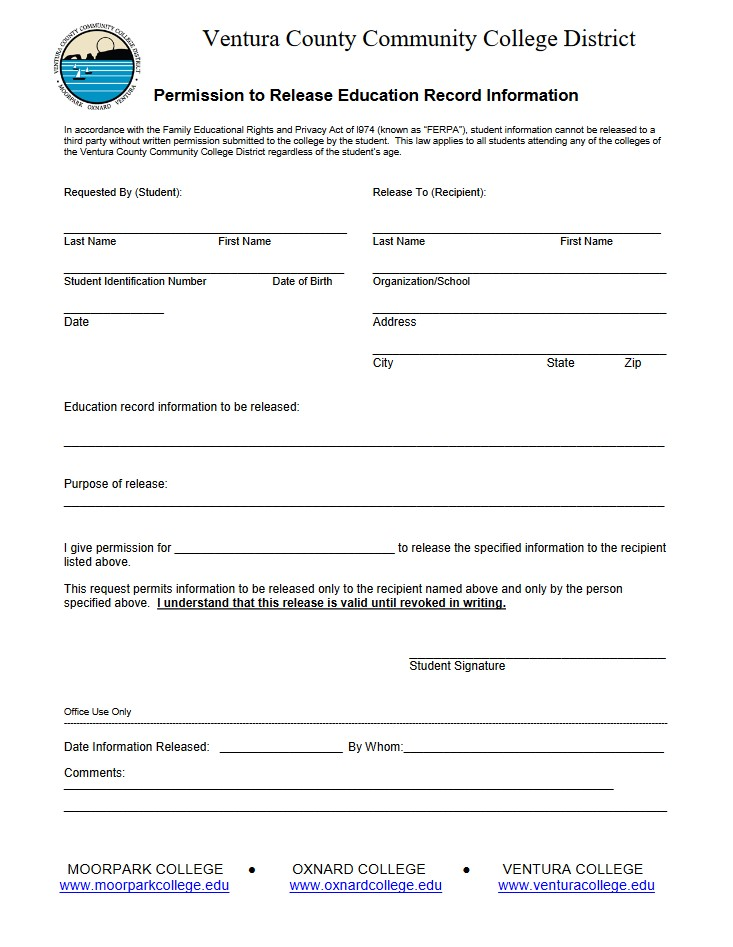 VENTURA COUNTY COMMUNITY COLLEGE DISTRICT
• MOORPARK OXNARD VENTURA •
Ventura County Community College District
Permission to Release Education Record Information
In accordance with the Family Educational Rights and Privacy Act of l974 (known as “FERPA”), student information cannot be released to a
third party without written permission submitted to the college by the student.  This law applies to all students attending any of the colleges of
the Ventura County Community College District regardless of the student’s age.
Requested By (Student): Release To (Recipient):
Last Name First Name Last Name First Name
Student Identification Number Date of Birth Organization/School
Date Address
City State Zip
Education record information to be released:
Purpose of release:
I give permission for ______________________________ to release the specified information to the recipient
listed above.
This request permits information to be released only to the recipient named above and only by the person
specified above.  I understand that this release is valid until revoked in writing.
Student Signature
Office Use Only
Date Information Released: __________________ By Whom:______________________________________
Comments:
MOORPARK COLLEGE ● OXNARD COLLEGE ● VENTURA COLLEGE
www.moorparkcollege.edu www.oxnardcollege.edu www.venturacollege.edu